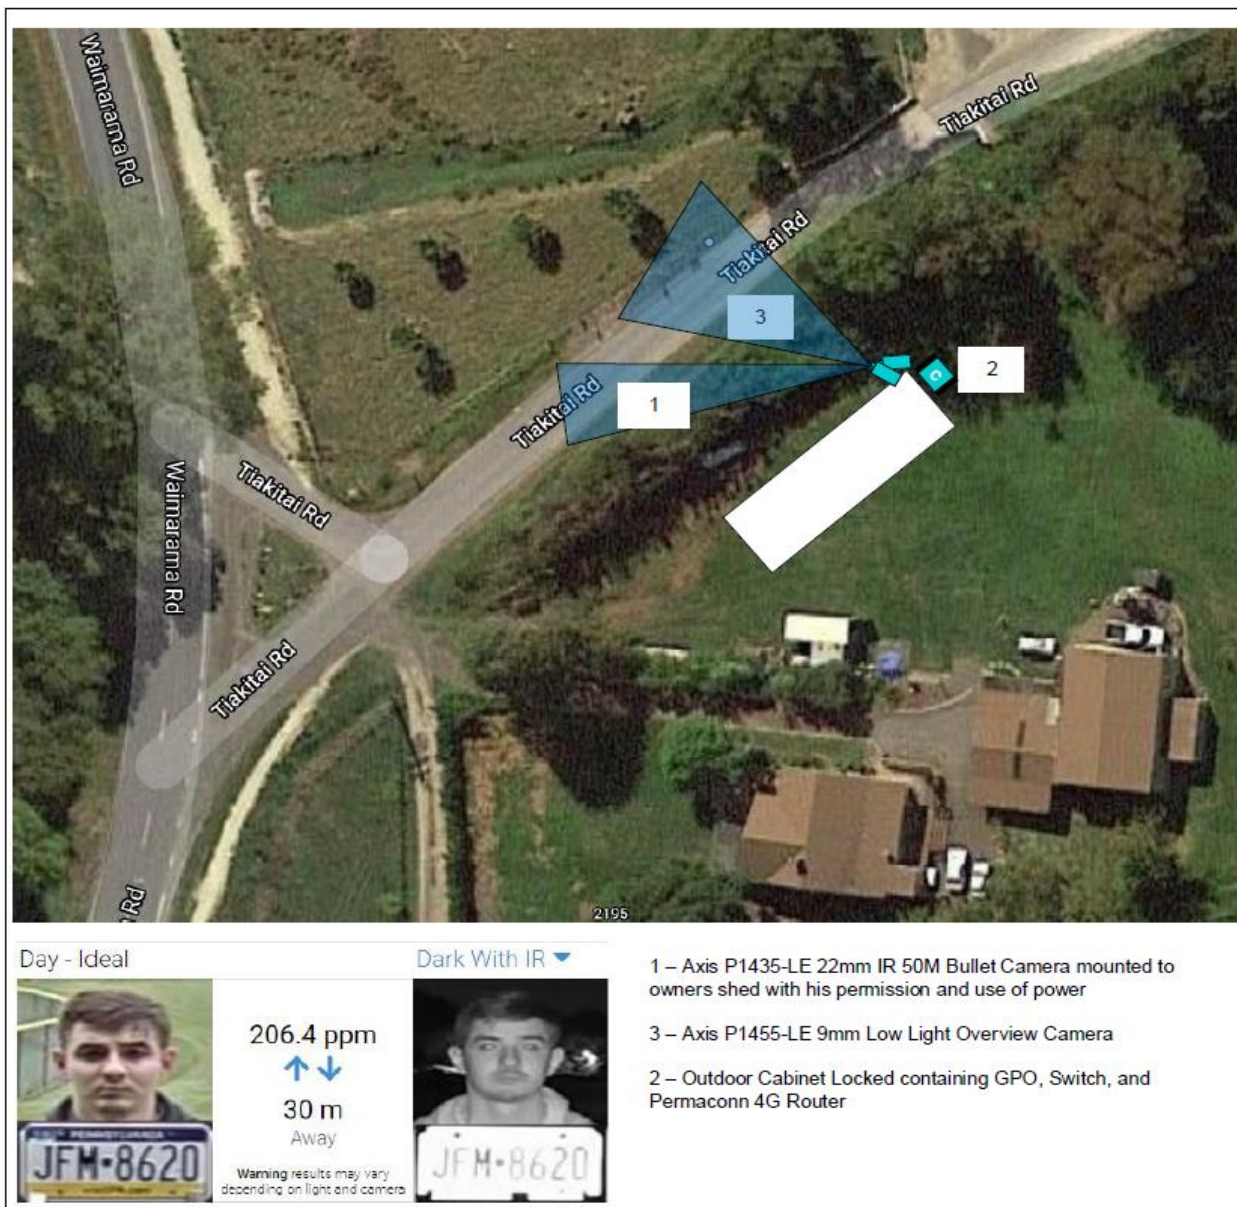 Waimarama Rd
Tiakitai Rd
Tiakitai Rd
3
2
1
Tiakitai Rd
Waimarama Rd
Tiakitai Rd
Tiakitai Rd
Rd
C
2195
Day - Ideal
Dark With IR
206.4 ppm
30 m
Away
Warning results may vary
depending on light and camera
PENNSYLVANIA
JFM•8620
JFM•8620
1 – Axis P1435-LE 22mm IR 50M Bullet Camera mounted to
owners shed with his permission and use of power
3 – Axis P1455-LE 9mm Low Light Overview Camera
2 – Outdoor Cabinet Locked containing GPO, Switch, and
Permaconn 4G Router